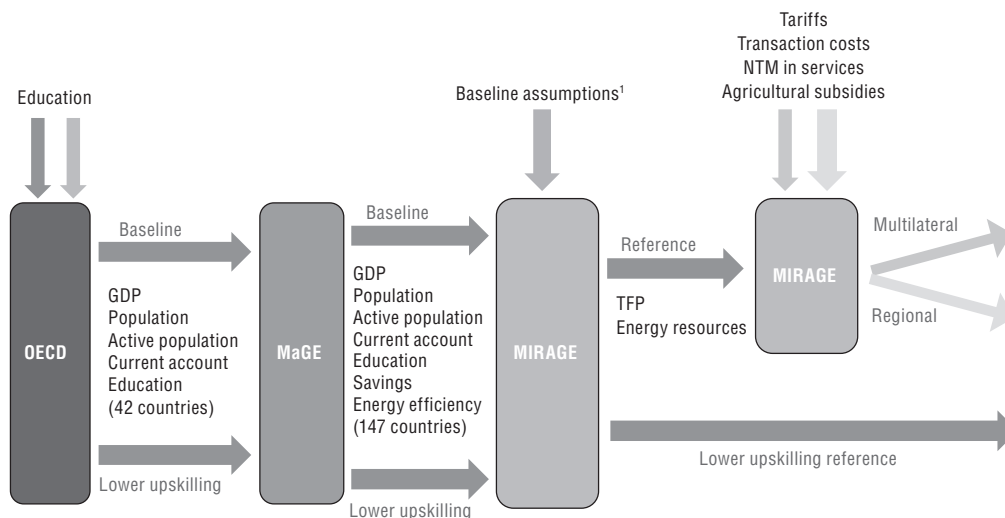 Tariffs
Transaction costs
NTM in services
Agricultural subsidies
Education
Baseline assumptions¹
OECD
Baseline
GDP
Population
Active population
Current account
Education
(42 countries)
Lower upskilling
MaGE
Baseline
GDP
Population
Active population
Current account
Education
Savings
Energy efficiency
(147 countries)
Lower upskilling
MIRAGE
Reference
TFP
Energy resources
MIRAGE
Multilateral
Regional
Lower upskilling reference